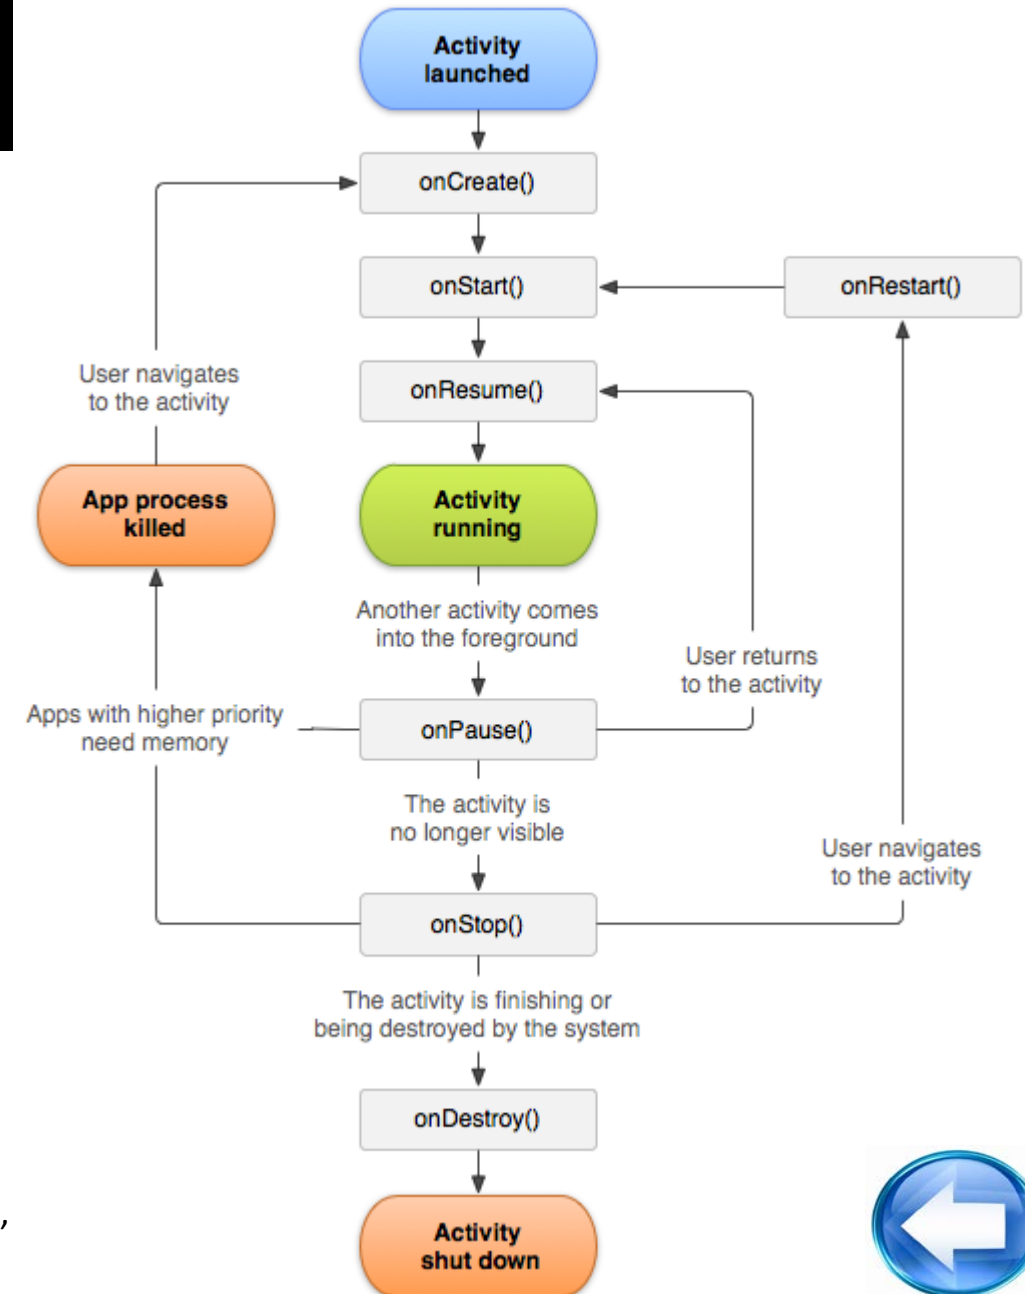 Activity
launched
onCreate()
onStart()
onRestart()
User navigates
to the activity
onResume()
App process
killed
Activity
running
Another activity comes
into the foreground
User returns
to the activity
Apps with higher priority
need memory
onPause()
The activity is
no longer visible
User navigates
to the activity
onStop()
The activity is finishing or
being destroyed by the system
onDestroy()
,
Activity
shut down